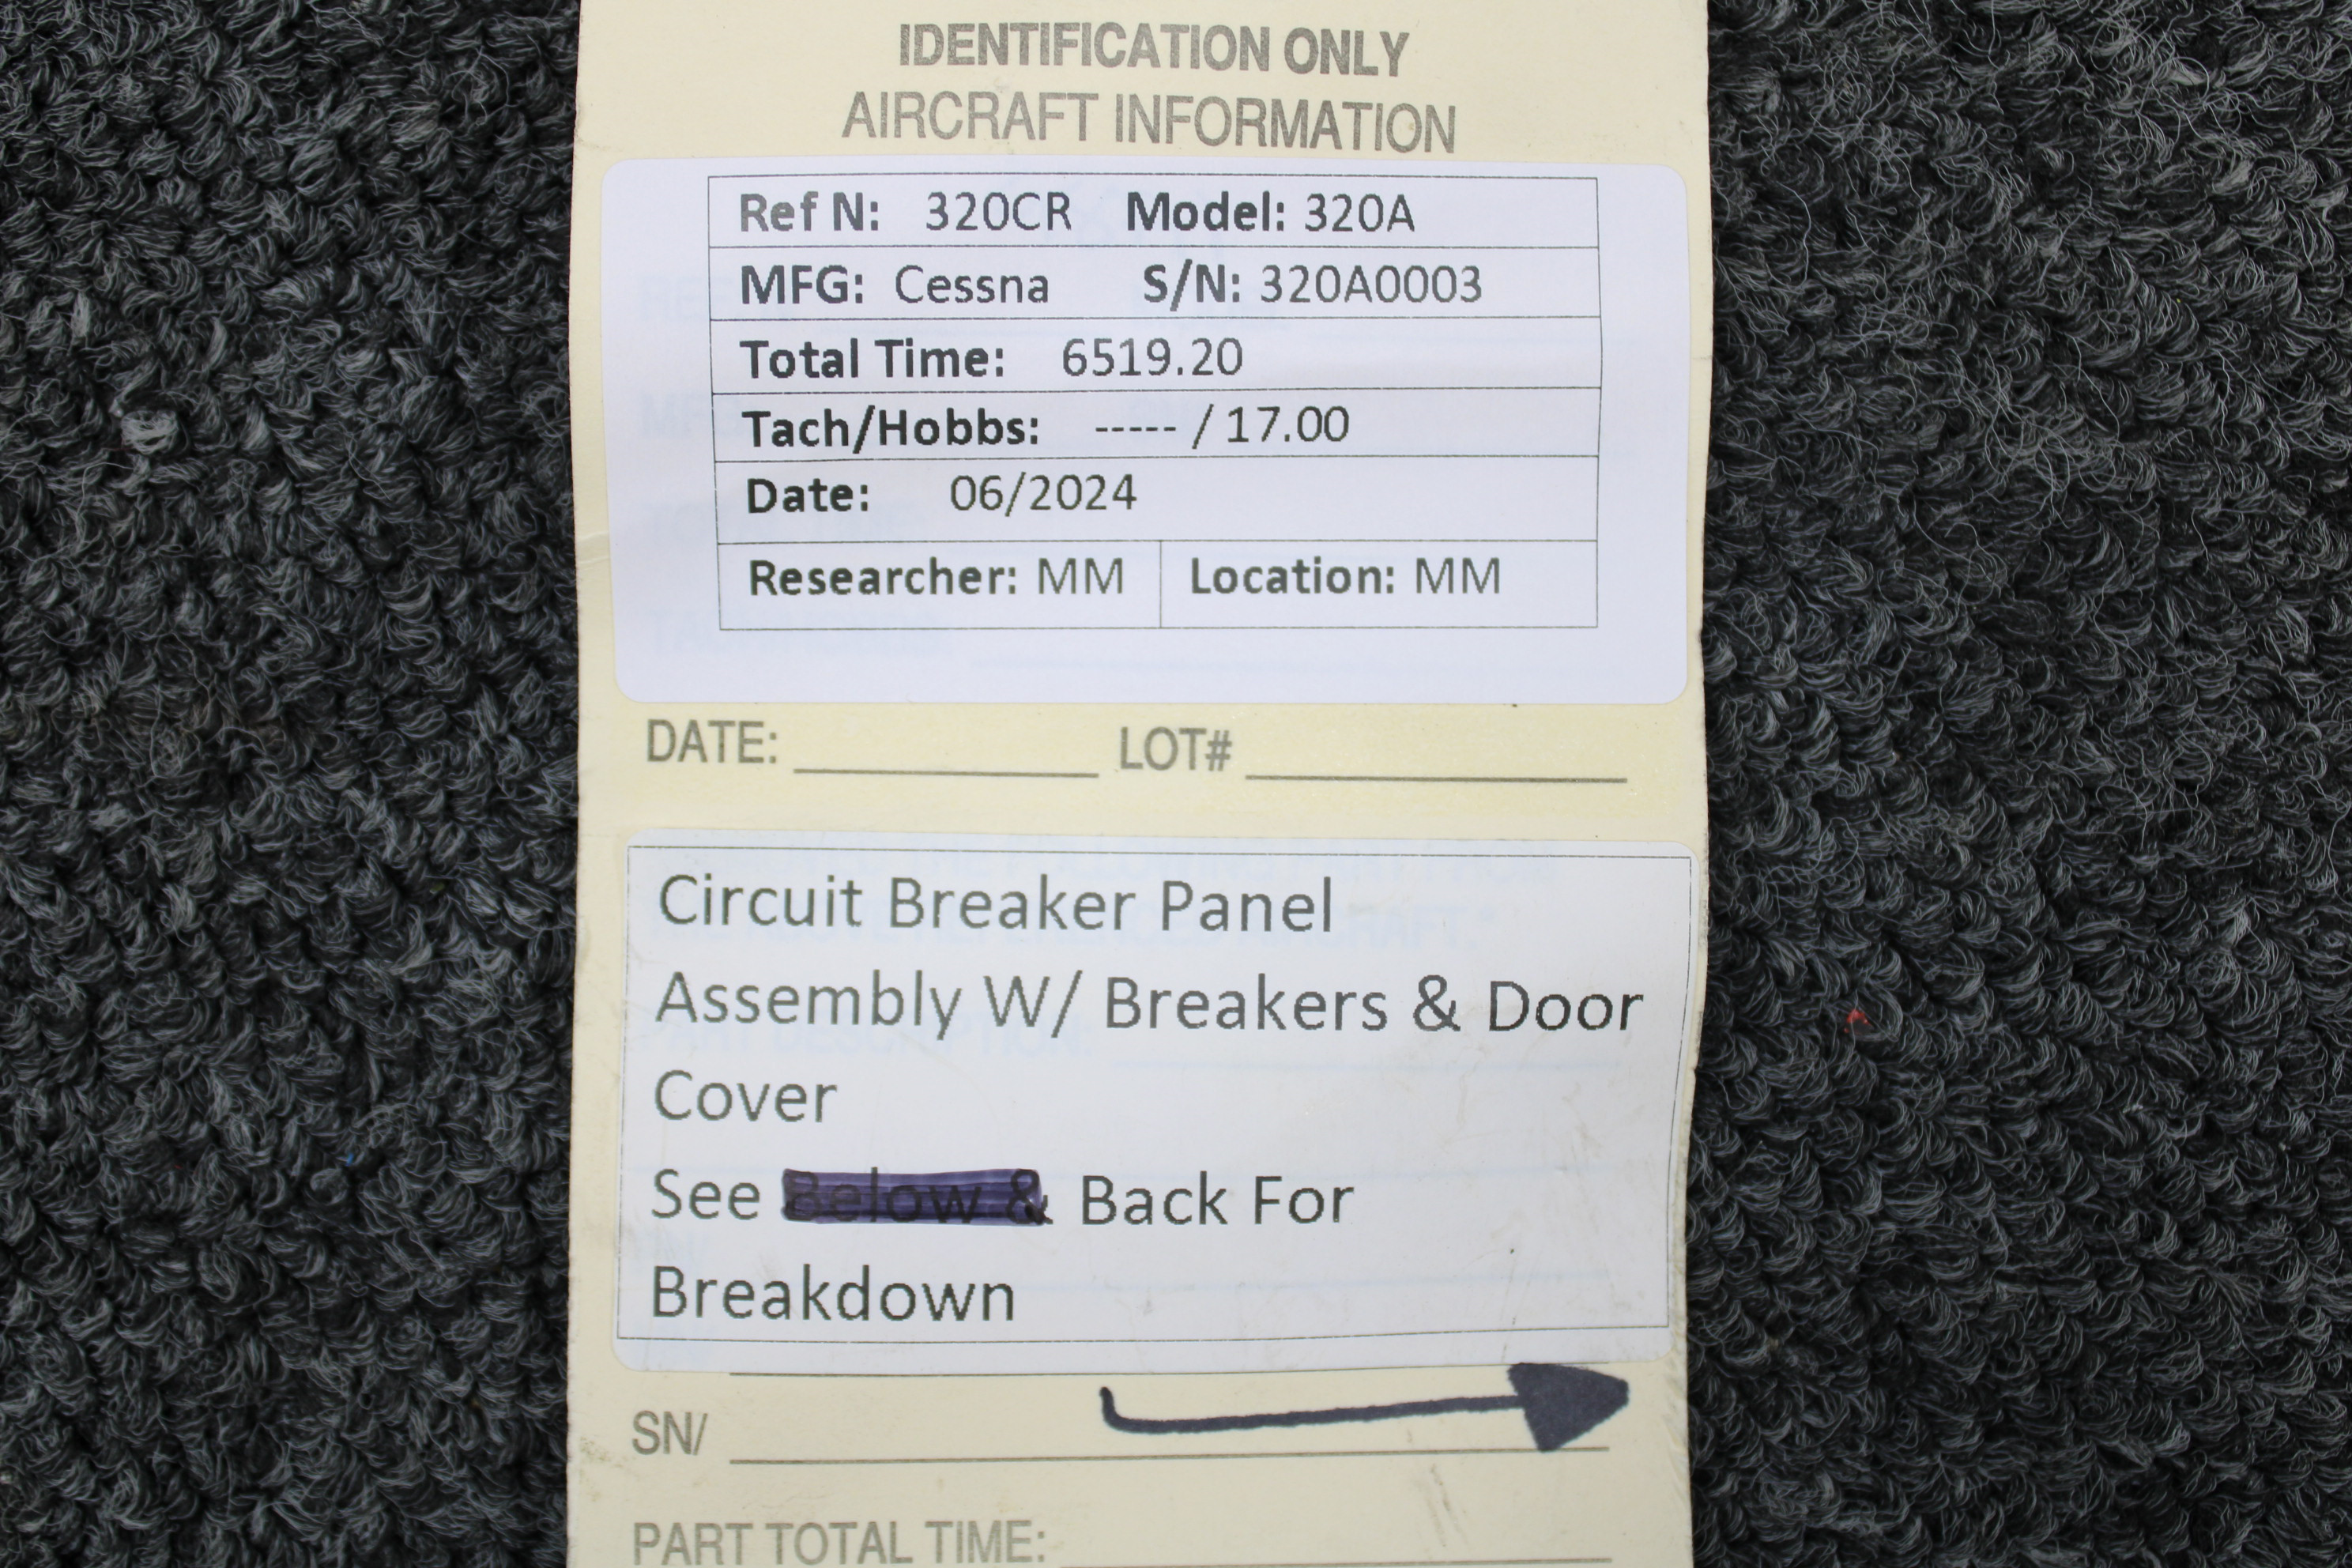 IDENTIFICATION ONLY
AIRCRAFT INFORMATION
Ref N: 320CR Model: 320A
MFG: Cessna S/N: 320A0003
Total Time: 6519.20
Tach/Hobbs: ----- / 17.00
Date: 06/2024
Researcher: MM Location: MM
DATE: LOT#
Circuit Breaker Panel
Assembly W/ Breakers & Door
Cover
See Below & Back For
Breakdown
SN/
PART TOTAL TIME: